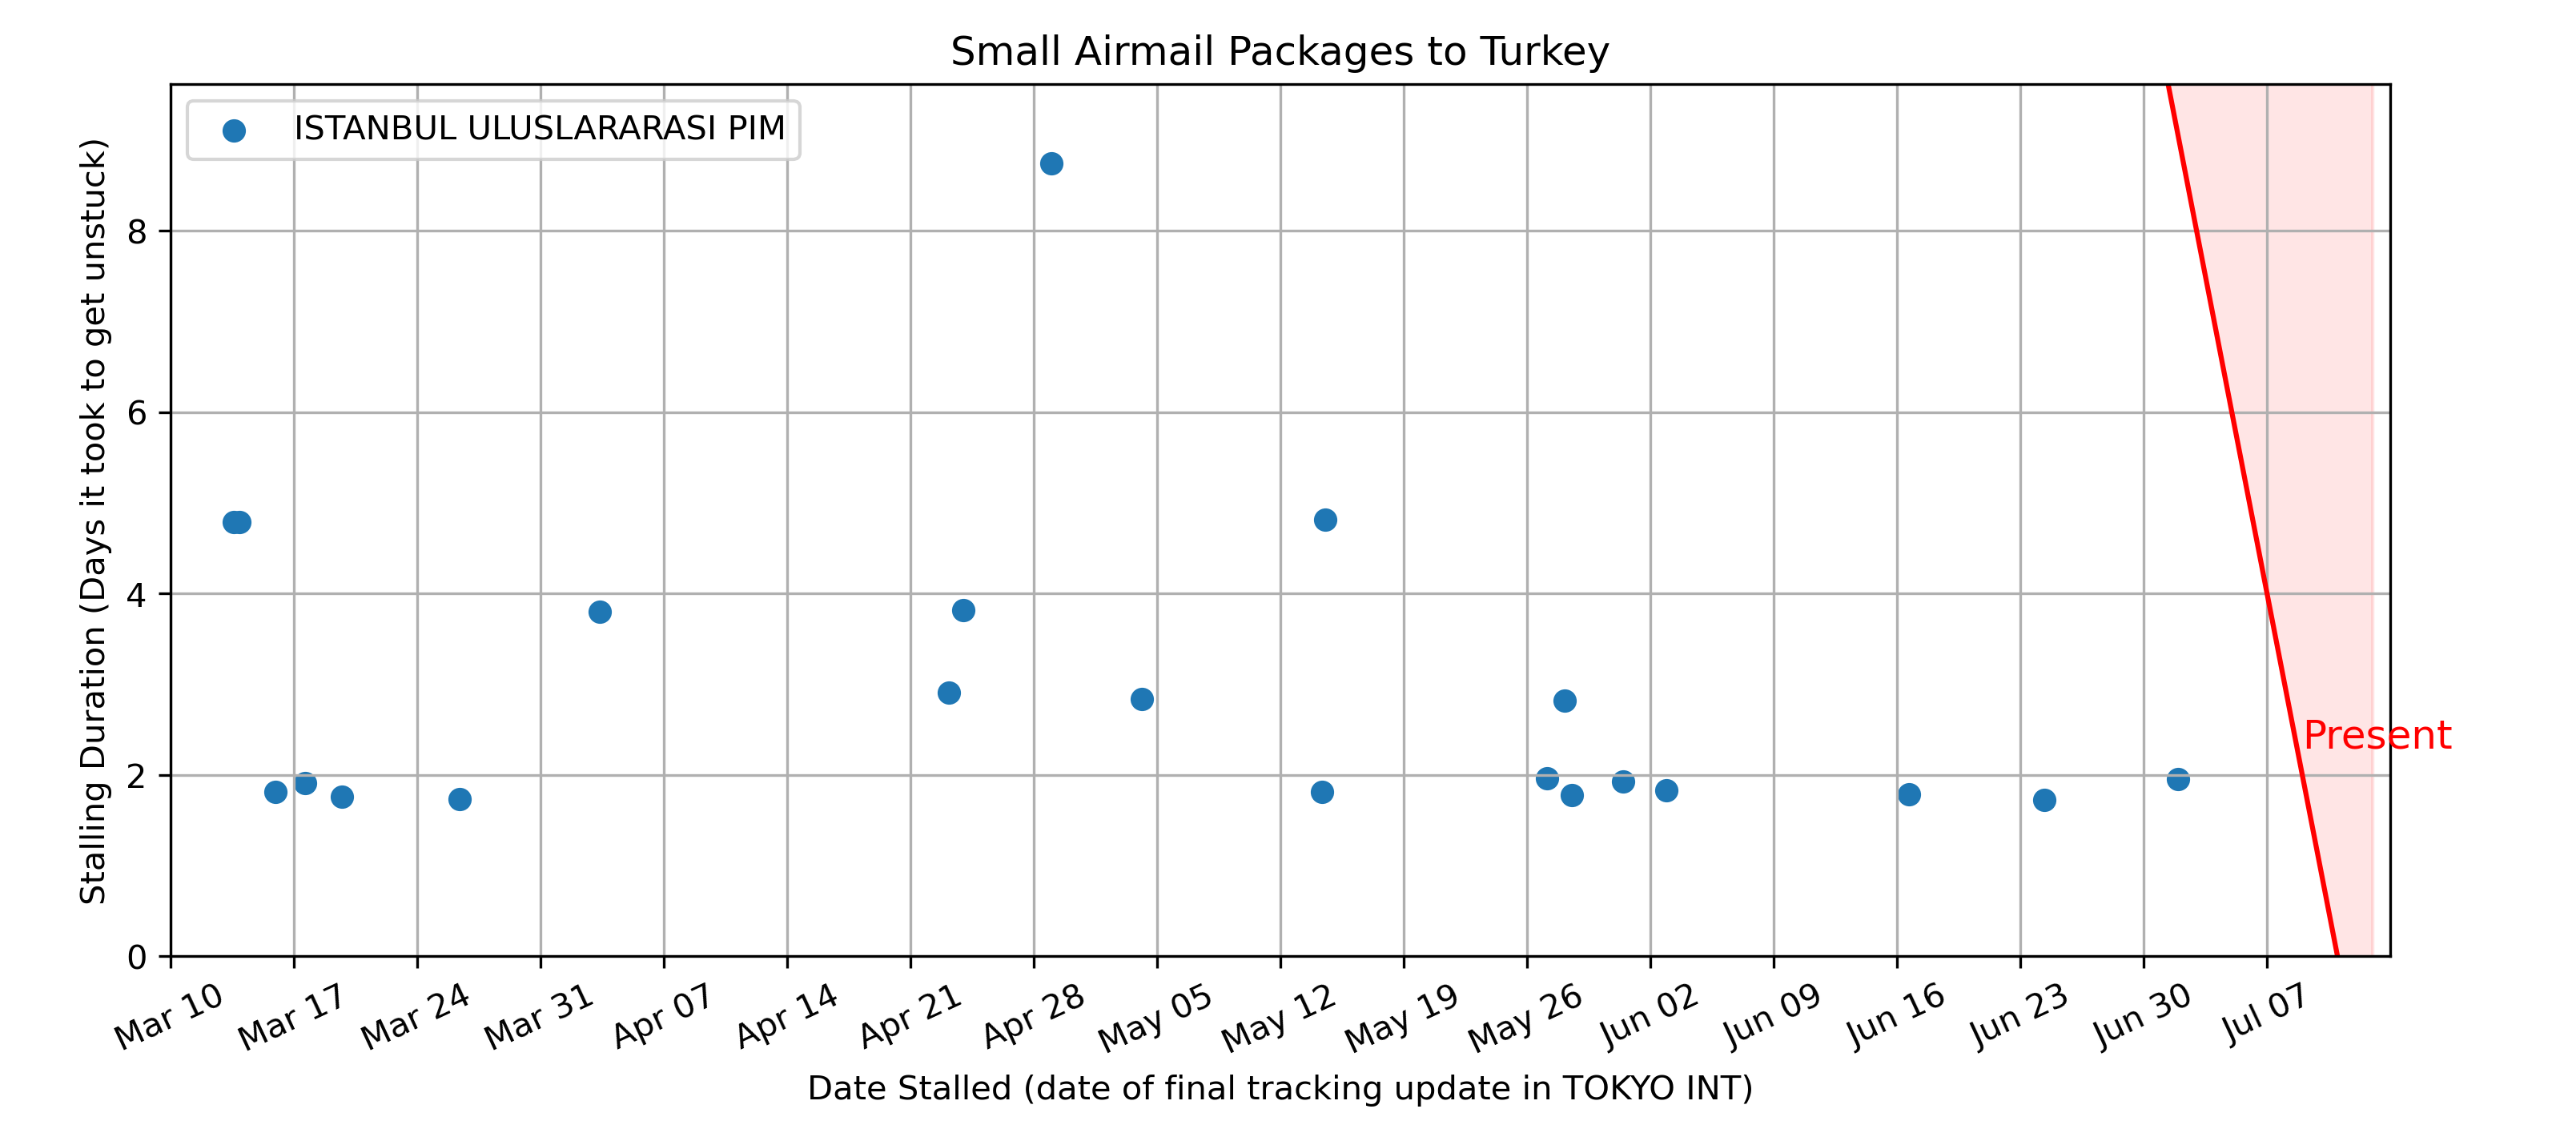 Small Airmail Packages to Turkey
ISTANBUL ULUSLARARASI PIM
Stalling Duration (Days it took to get unstuck)
8
6
4
2
0
Present
Mar 10
Mar 17
Mar 24
Mar 31
Apr 07
Apr 14
Apr 21
Apr 28
May 05
May 12
May 19
May 26
Jun 02
Jun 09
Jun 16
Jun 23
Jun 30
Jul 07
Date Stalled (date of final tracking update in TOKYO INT)